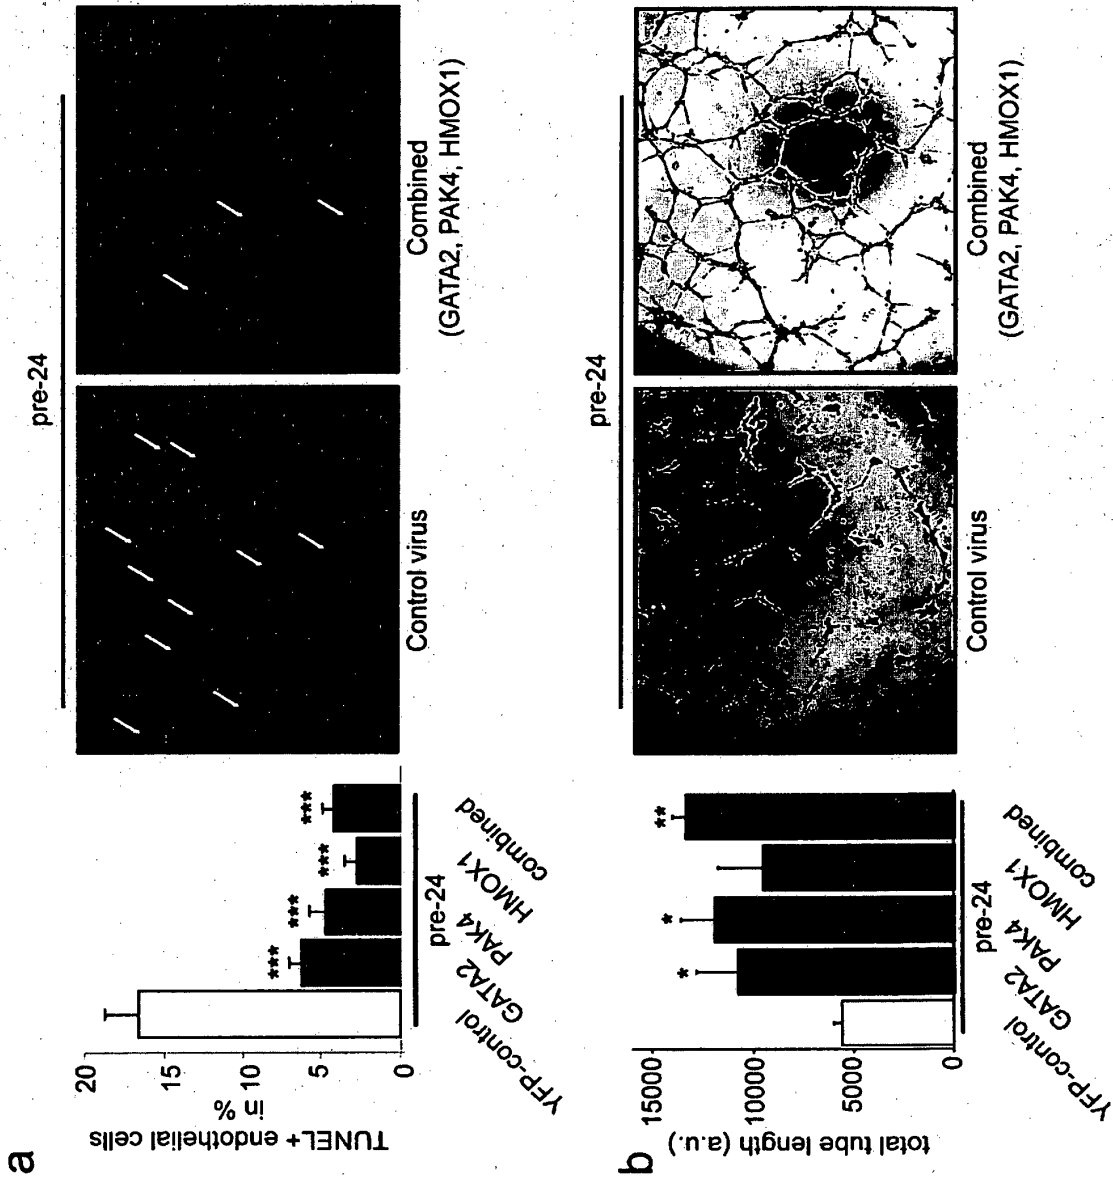 a
TUNEL+ endothelial cells
in %
20
15
10
5
0
***
***
***
***
YFP-control
GATA2
PAK4
HMOX1
combined
pre-24
pre-24
Control virus
Combined
(GATA2, PAK4, HMOX1)
b
total tube length (a.u.)
15000
10000
5000
0
*
*
**
YFP-control
GATA2
PAK4
HMOX1
combined
pre-24
pre-24
Control virus
Combined
(GATA2, PAK4, HMOX1)